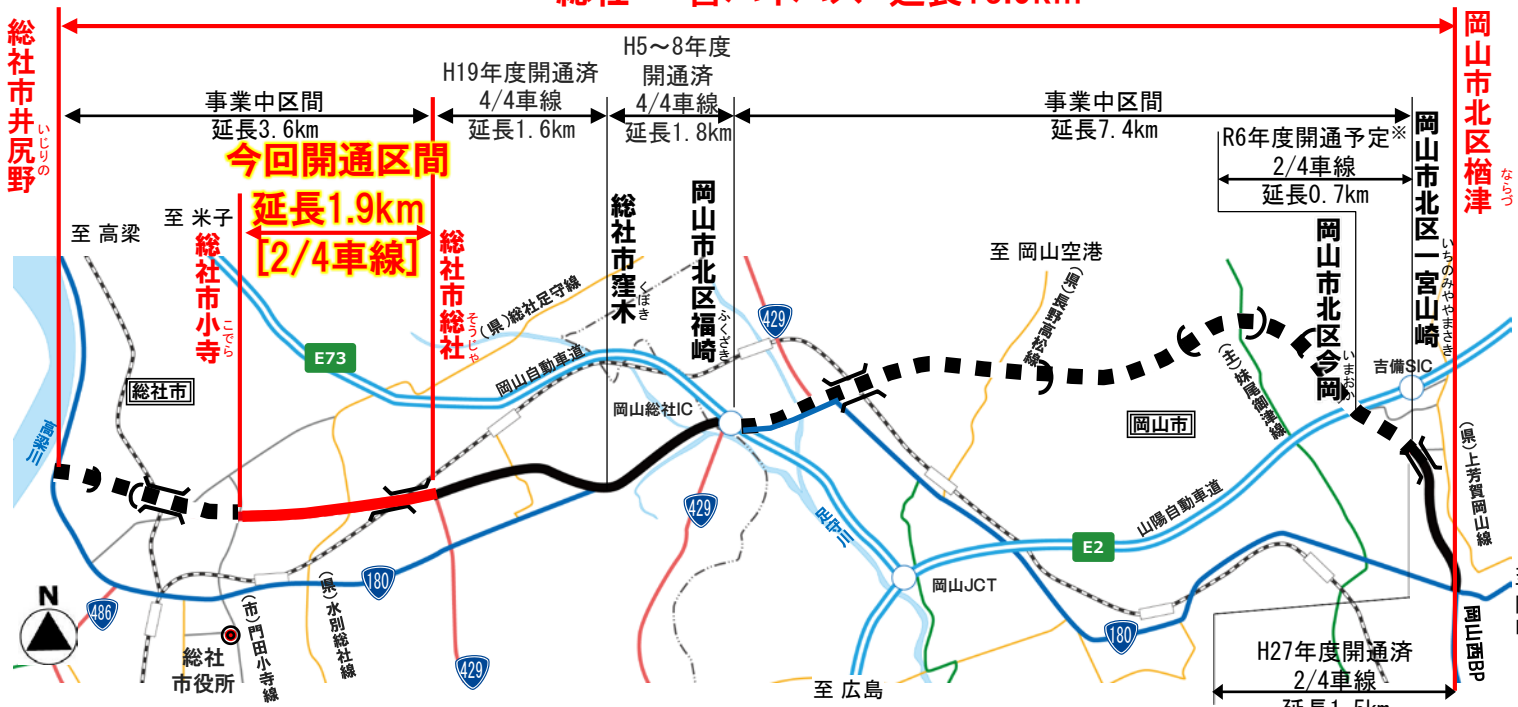 総社市井尻野
いじりの
岡山市北区楢津
ならづ
事業中区間
延長3.6km
H19年度開通済
4/4車線
延長1.6km
H5～8年度
開通済
4/4車線
延長1.8km
事業中区間
延長7.4km
R6年度開通予定※
2/4車線
延長0.7km
今回開通区間
延長1.9km
[2/4車線]
至 高梁
至 米子
総社市小寺
こでら
総社市総社
そうじゃ
総社市窪木
くぼき
岡山市北区福崎
ふくざき
至 岡山空港
岡山市北区今岡
いまおか
岡山市北区一宮山崎
いちのみややまさき
(県)総社足守線
(県)長野高松線
(主)妹尾御津線
(県)上芳賀岡山線
429
E73
岡山自動車道
岡山総社IC
吉備SIC
総社市
岡山市
高梁川
足守川
429
山陽自動車道
E2
岡山JCT
180
180
486
429
N
総社
市役所
(市)門田小寺線
(県)水別総社線
至 広島
岡山西BP
H27年度開通済
2/4車線